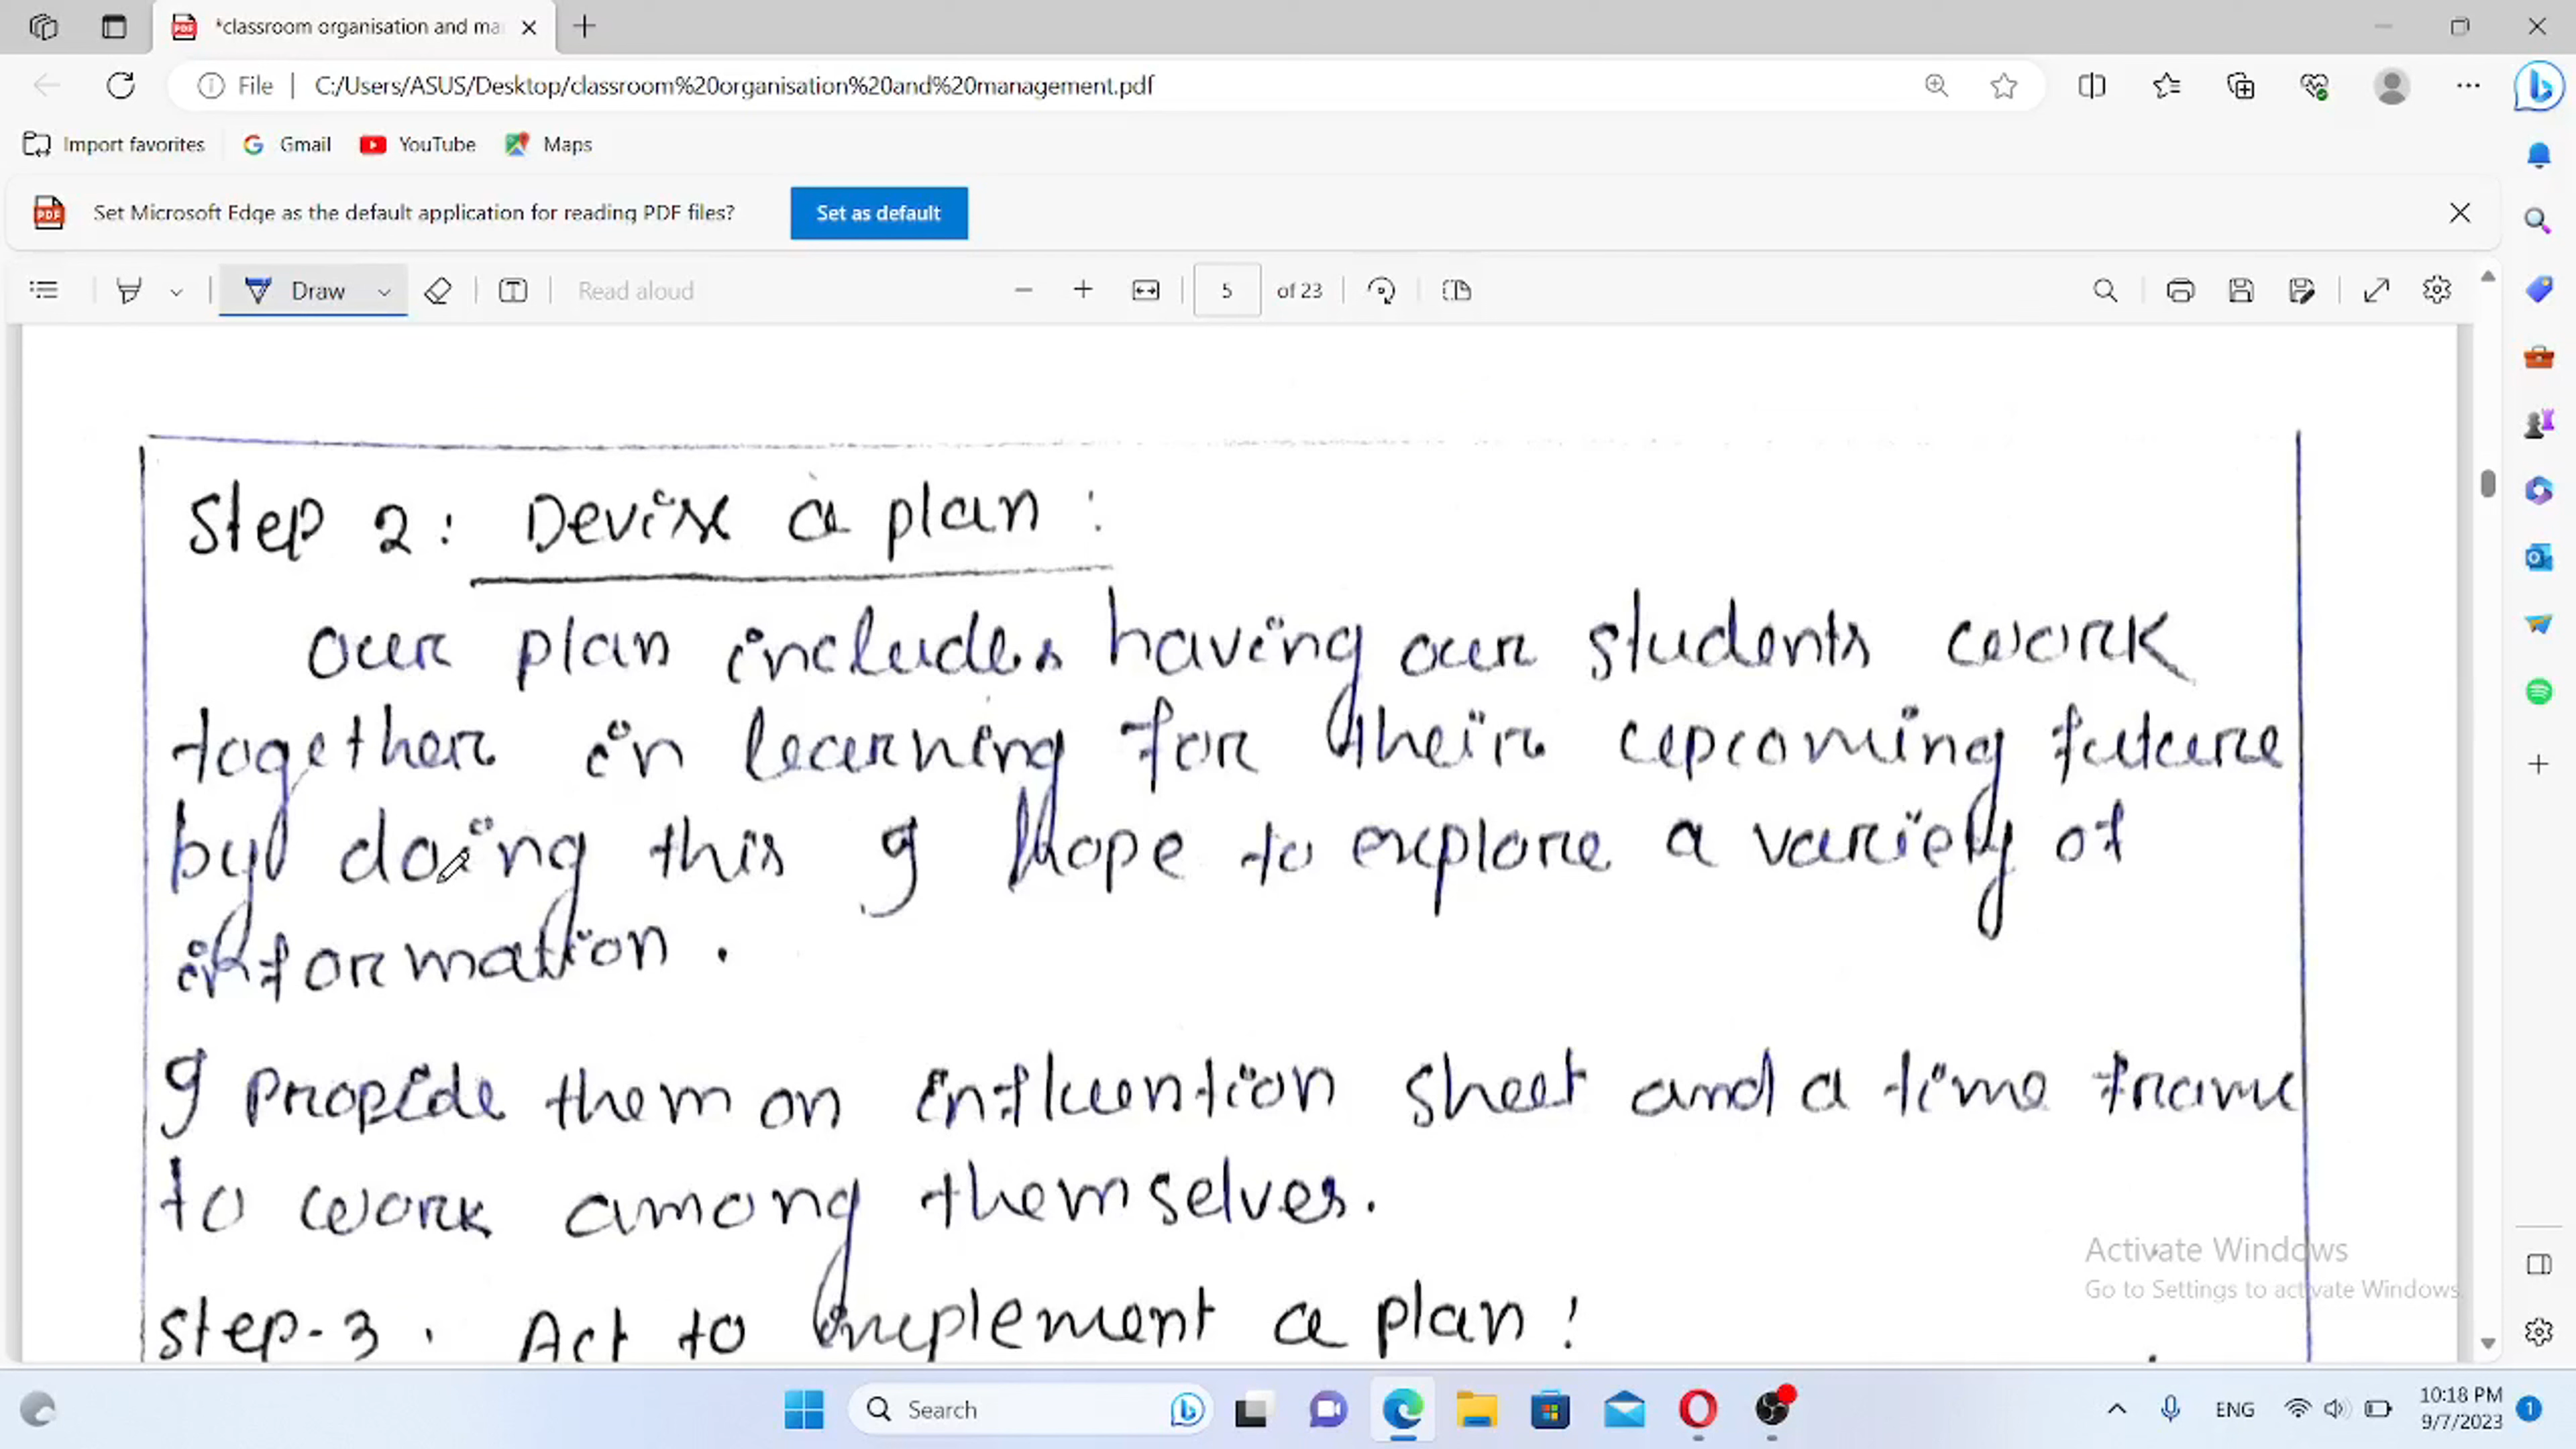 *classroom organisation and ma
File | C:/Users/ASUS/Desktop/classroom%20organisation%20and%20management.pdf
Import favorites Gmail YouTube Maps
Set Microsoft Edge as the default application for reading PDF files? Set as default
Draw Read aloud 5 of 23
Step 2: Devise a plan:
our plan includes having our students work
together in learning for their upcoming future
by doing this I hope to explore a variety of
information.
I Propide them on sheet and a time frame
to work among themselves.
Step-3. Act to implement a plan:
Activate Windows
Go to Settings to activate Windows.
Search
ENG
10:18 PM
9/7/2023
1